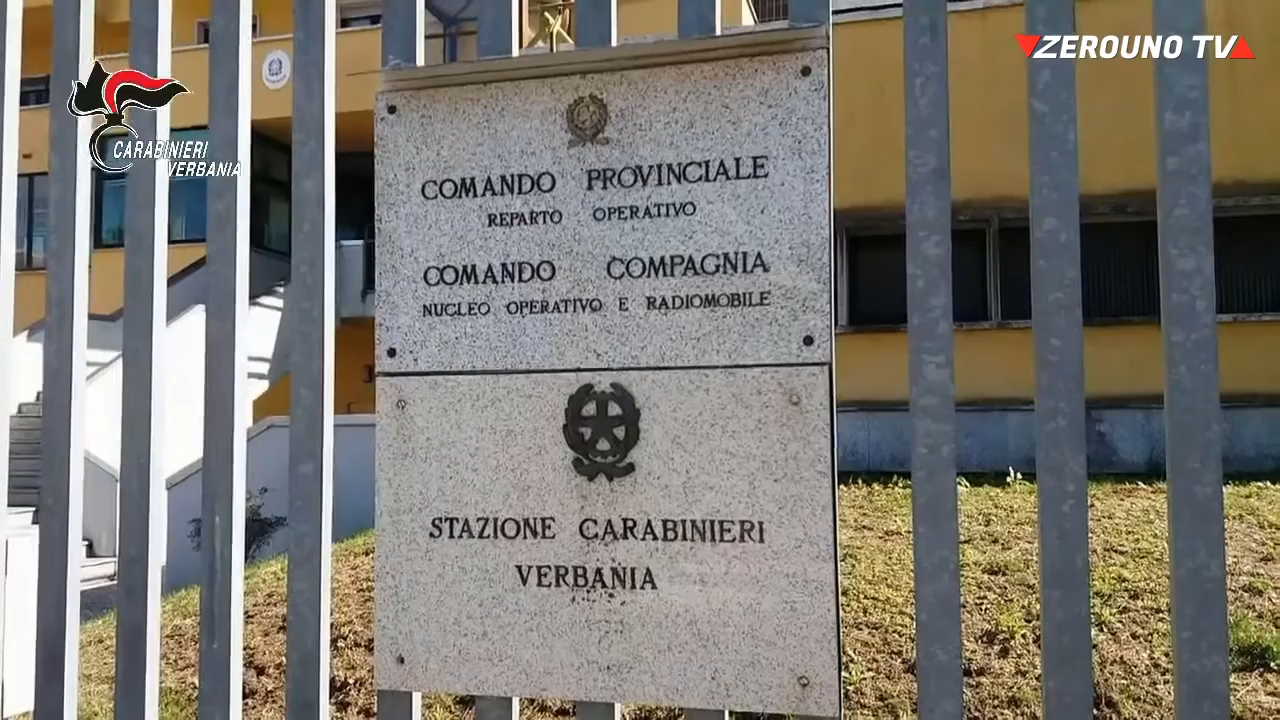 ZEROUNO TV
CARABINIERI
VERBANIA
COMANDO PROVINCIALE
REPARTO OPERATIVO
COMANDO COMPAGNIA
NUCLEO OPERATIVO E RADIOMOBILE
STAZIONE CARABINIERI
VERBANIA